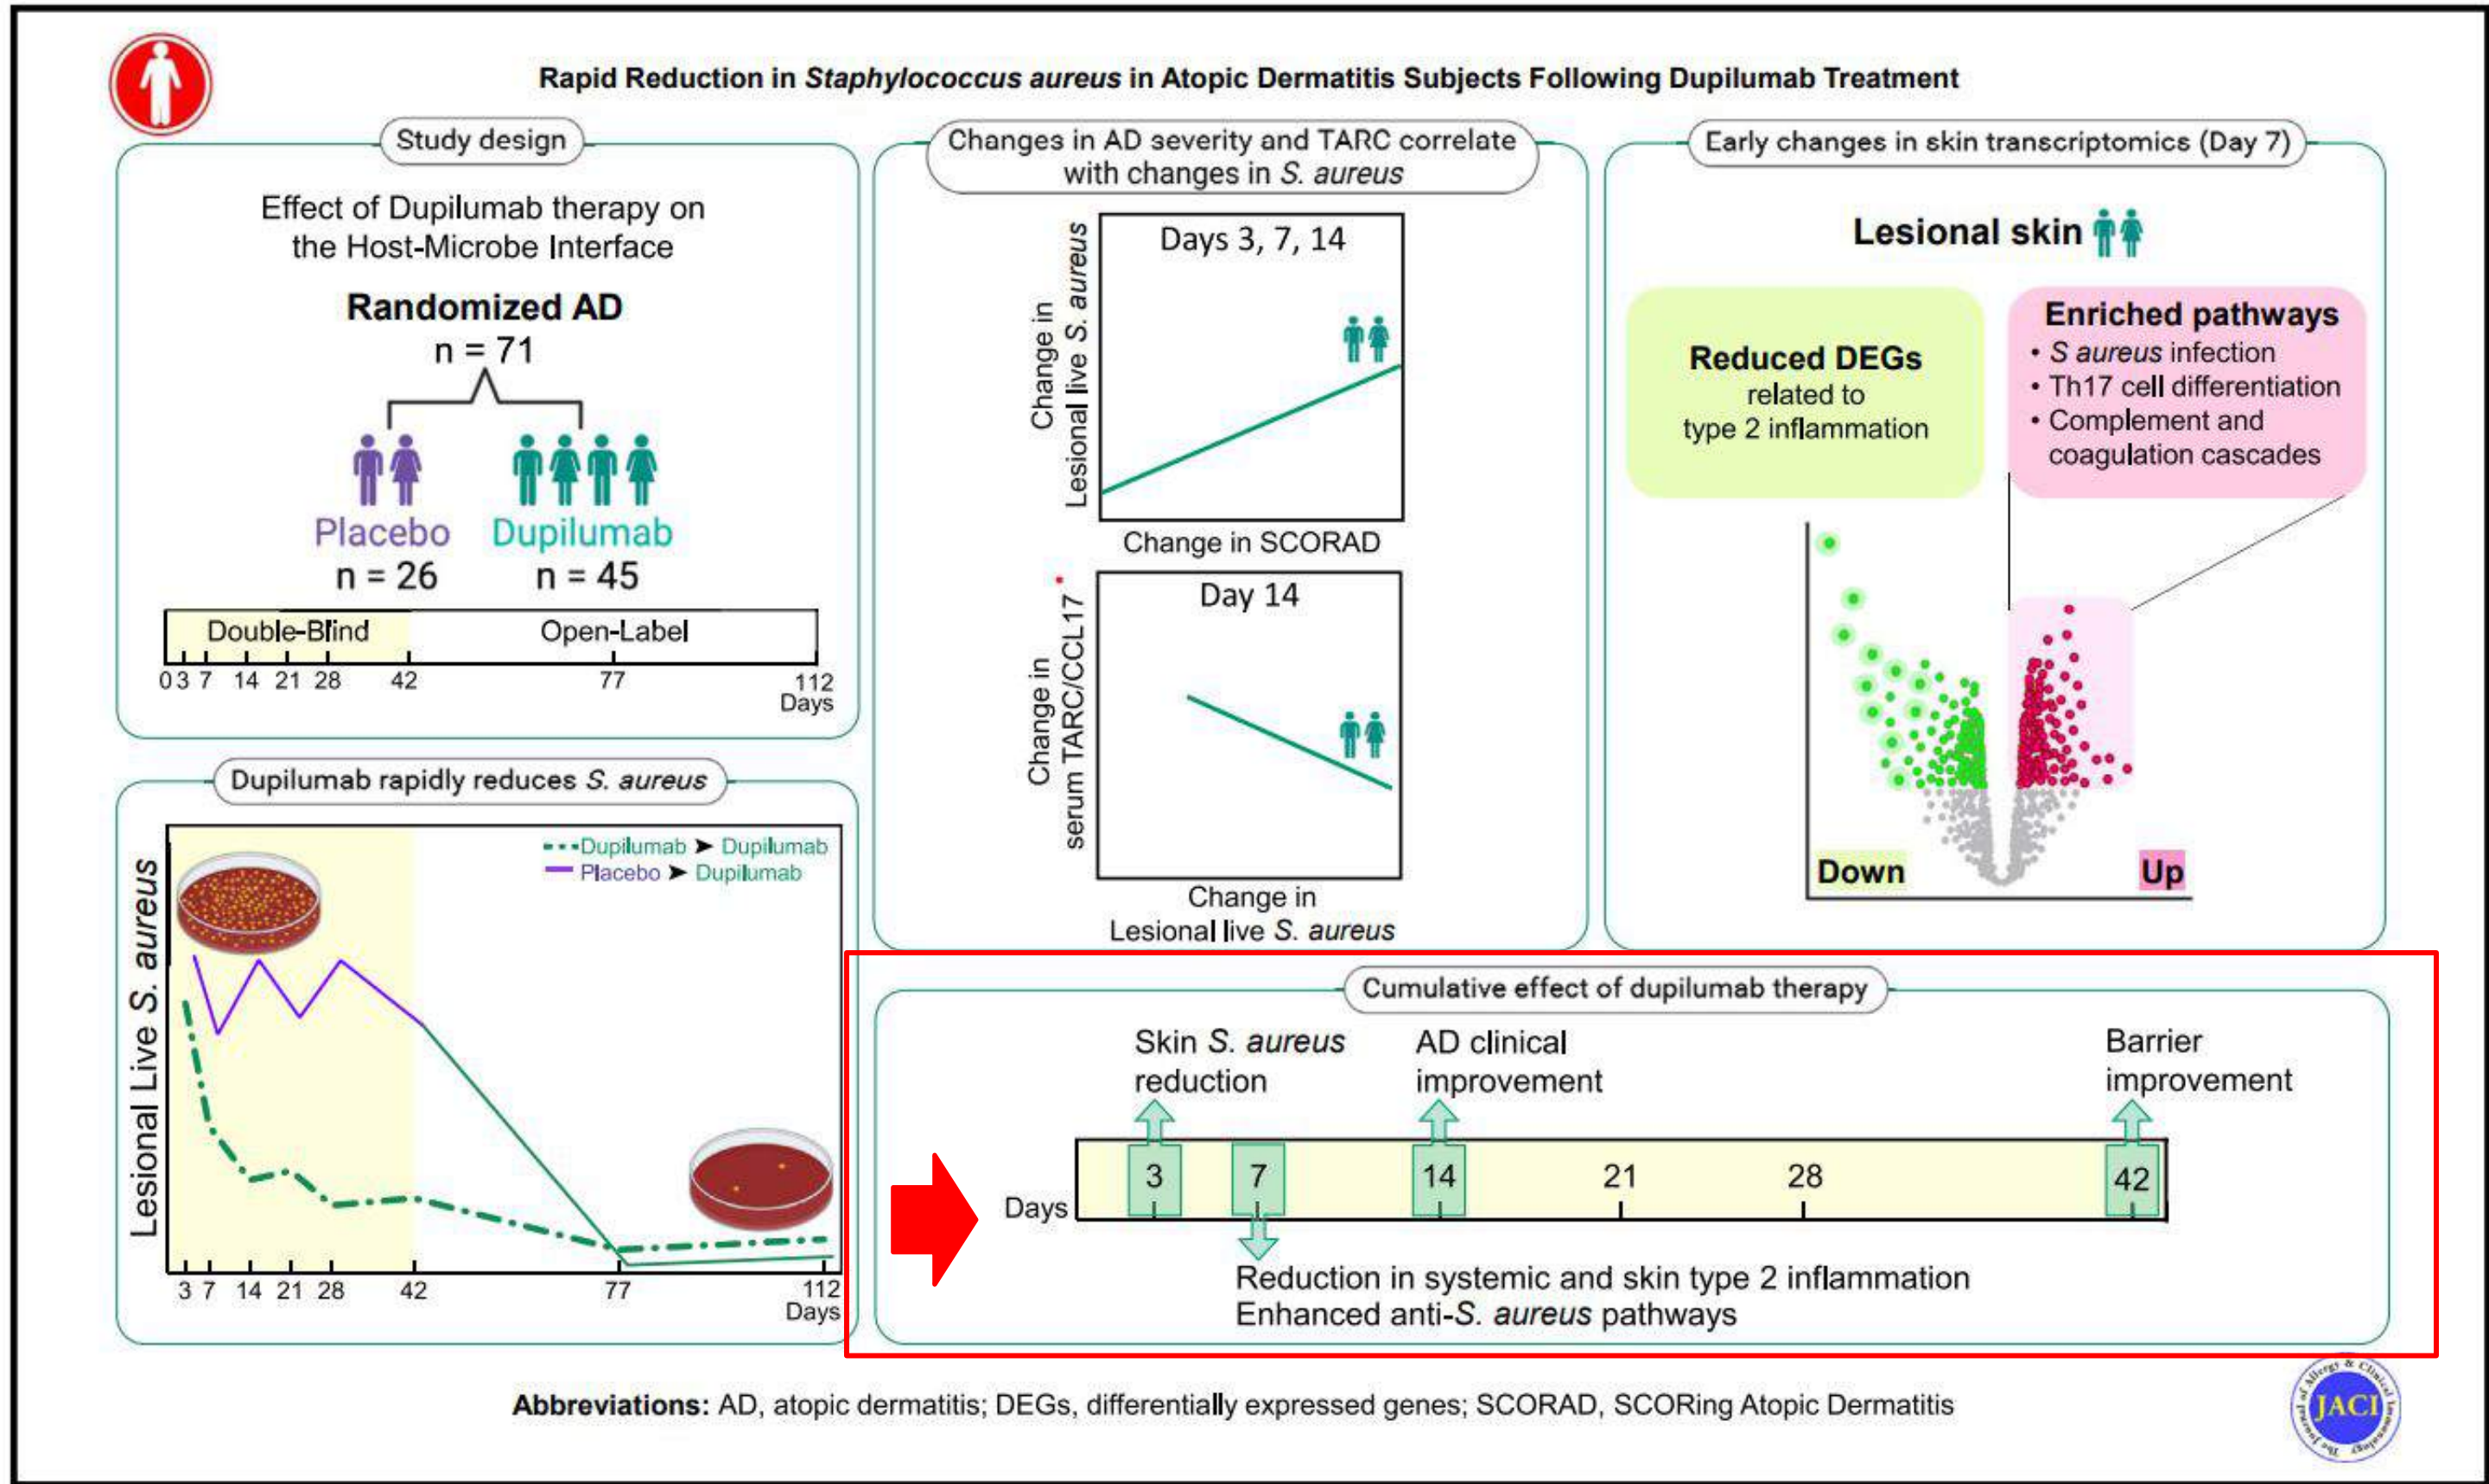 Rapid Reduction in Staphylococcus aureus in Atopic Dermatitis Subjects Following Dupilumab Treatment
Study design
Effect of Dupilumab therapy on
the Host-Microbe Interface
Randomized AD
n = 71
Placebo Dupilumab
n = 26 n = 45
Double-Blind Open-Label
0 3 7 14 21 28 42 77 112
Days
Dupilumab rapidly reduces S. aureus
Lesional Live S. aureus
Dupilumab ➤ Dupilumab
Placebo ➤ Dupilumab
3 7 14 21 28 42 77 112
Days
Changes in AD severity and TARC correlate
with changes in S. aureus
Change in
Lesional live S. aureus
Days 3, 7, 14
Change in SCORAD
Change in
serum TARC/CCL17
Day 14
Change in
Lesional live S. aureus
Early changes in skin transcriptomics (Day 7)
Lesional skin
Reduced DEGs
related to
type 2 inflammation
Enriched pathways
• S aureus infection
• Th17 cell differentiation
• Complement and
coagulation cascades
Down Up
Cumulative effect of dupilumab therapy
Skin S. aureus
reduction
AD clinical
improvement
Barrier
improvement
Days 3 7 14 21 28 42
Reduction in systemic and skin type 2 inflammation
Enhanced anti-S. aureus pathways
Abbreviations: AD, atopic dermatitis; DEGs, differentially expressed genes; SCORAD, SCORing Atopic Dermatitis
The Journal of Allergy & Clinical Immunology
JACI